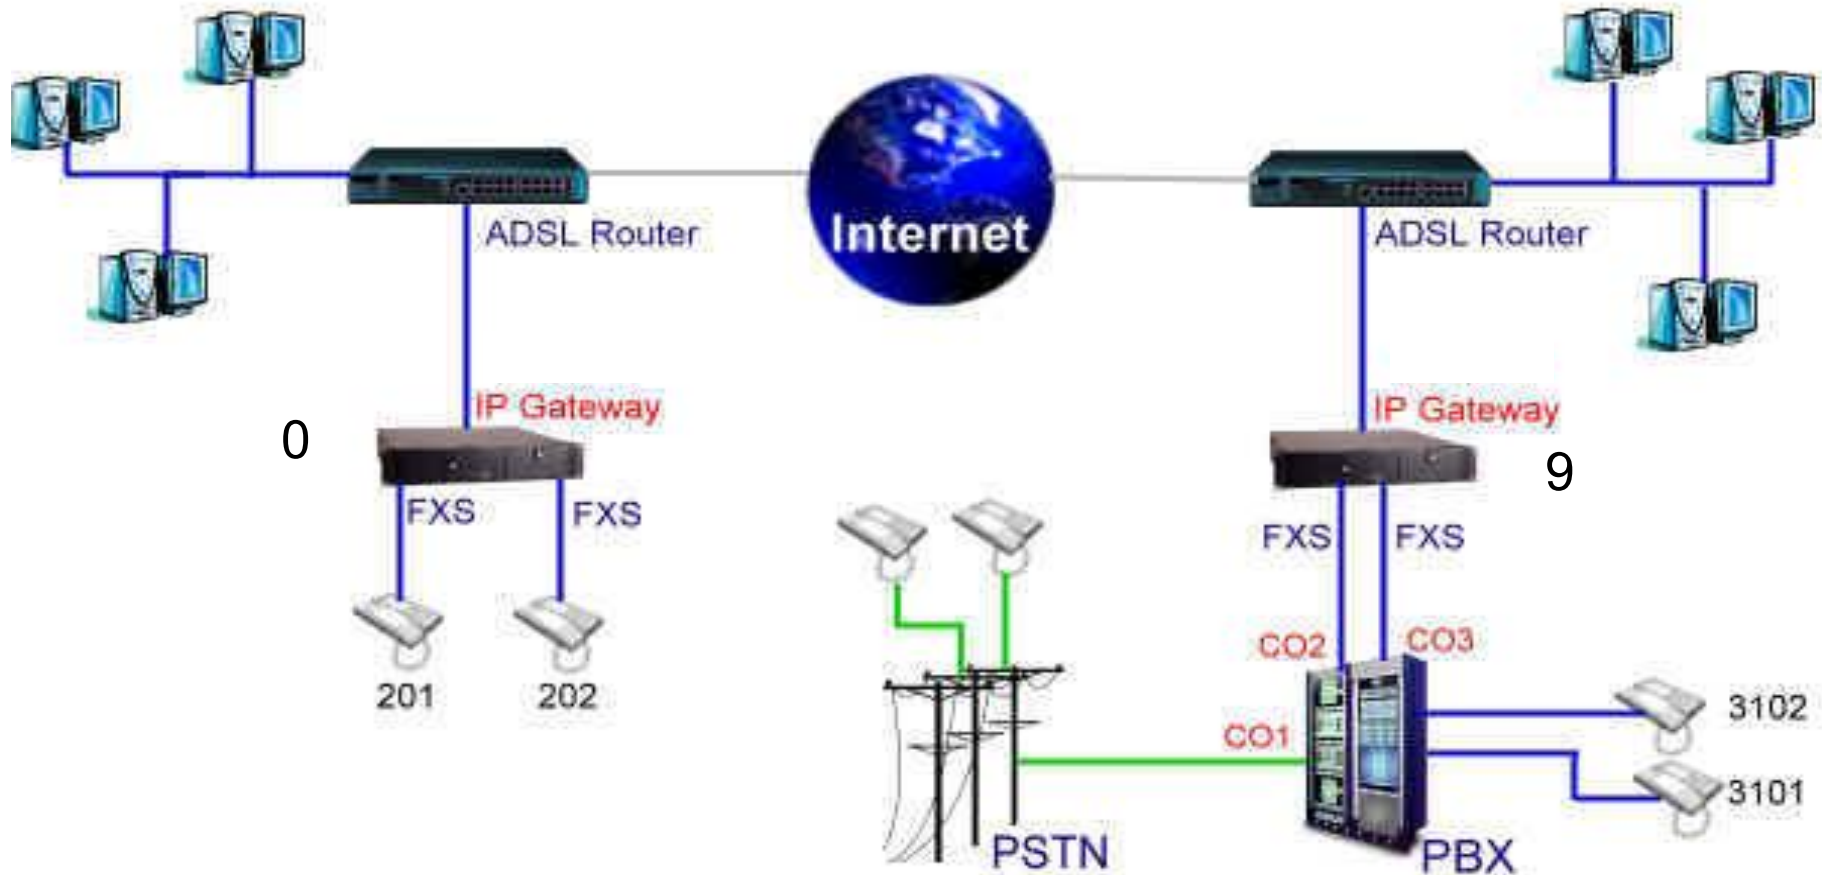 ADSL Router
Internet
ADSL Router
IP Gateway
IP Gateway
0
9
FXS
FXS
FXS
FXS
CO2
CO3
201
202
3102
CO1
3101
PSTN
PBX